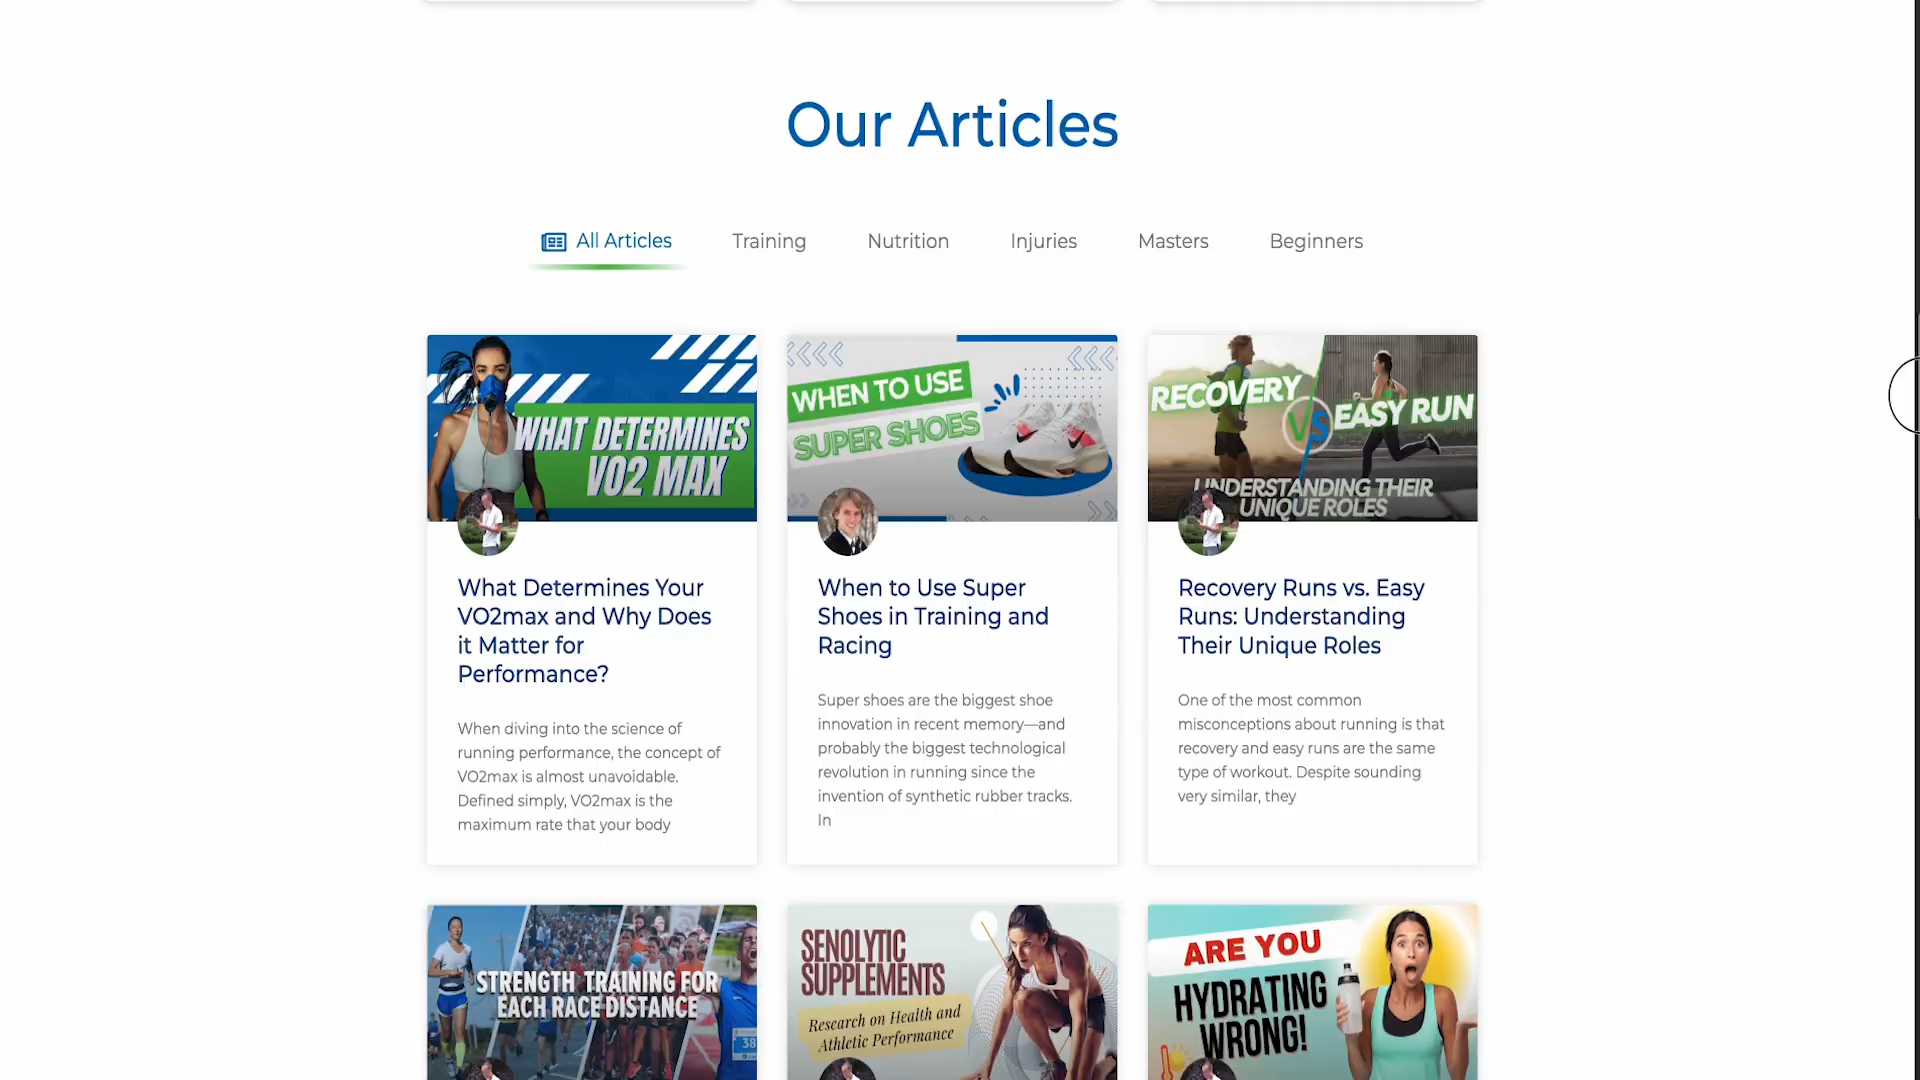 Our Articles
All Articles
Training
Nutrition
Injuries
Masters
Beginners
WHAT DETERMINES
VO2 MAX
What Determines Your
VO2max and Why Does
it Matter for
Performance?
When diving into the science of
running performance, the concept of
VO2max is almost unavoidable.
Defined simply, VO2max is the
maximum rate that your body
WHEN TO USE
SUPER SHOES
When to Use Super
Shoes in Training and
Racing
Super shoes are the biggest shoe
innovation in recent memory—and
probably the biggest technological
revolution in running since the
invention of synthetic rubber tracks.
In
RECOVERY
VS
EASY RUN
UNDERSTANDING THEIR
UNIQUE ROLES
Recovery Runs vs. Easy
Runs: Understanding
Their Unique Roles
One of the most common
misconceptions about running is that
recovery and easy runs are the same
type of workout. Despite sounding
very similar, they
STRENGTH TRAINING FOR
EACH RACE DISTANCE
38
SENOLYTIC
SUPPLEMENTS
Research on Health and
Athletic Performance
ARE YOU
HYDRATING
WRONG!